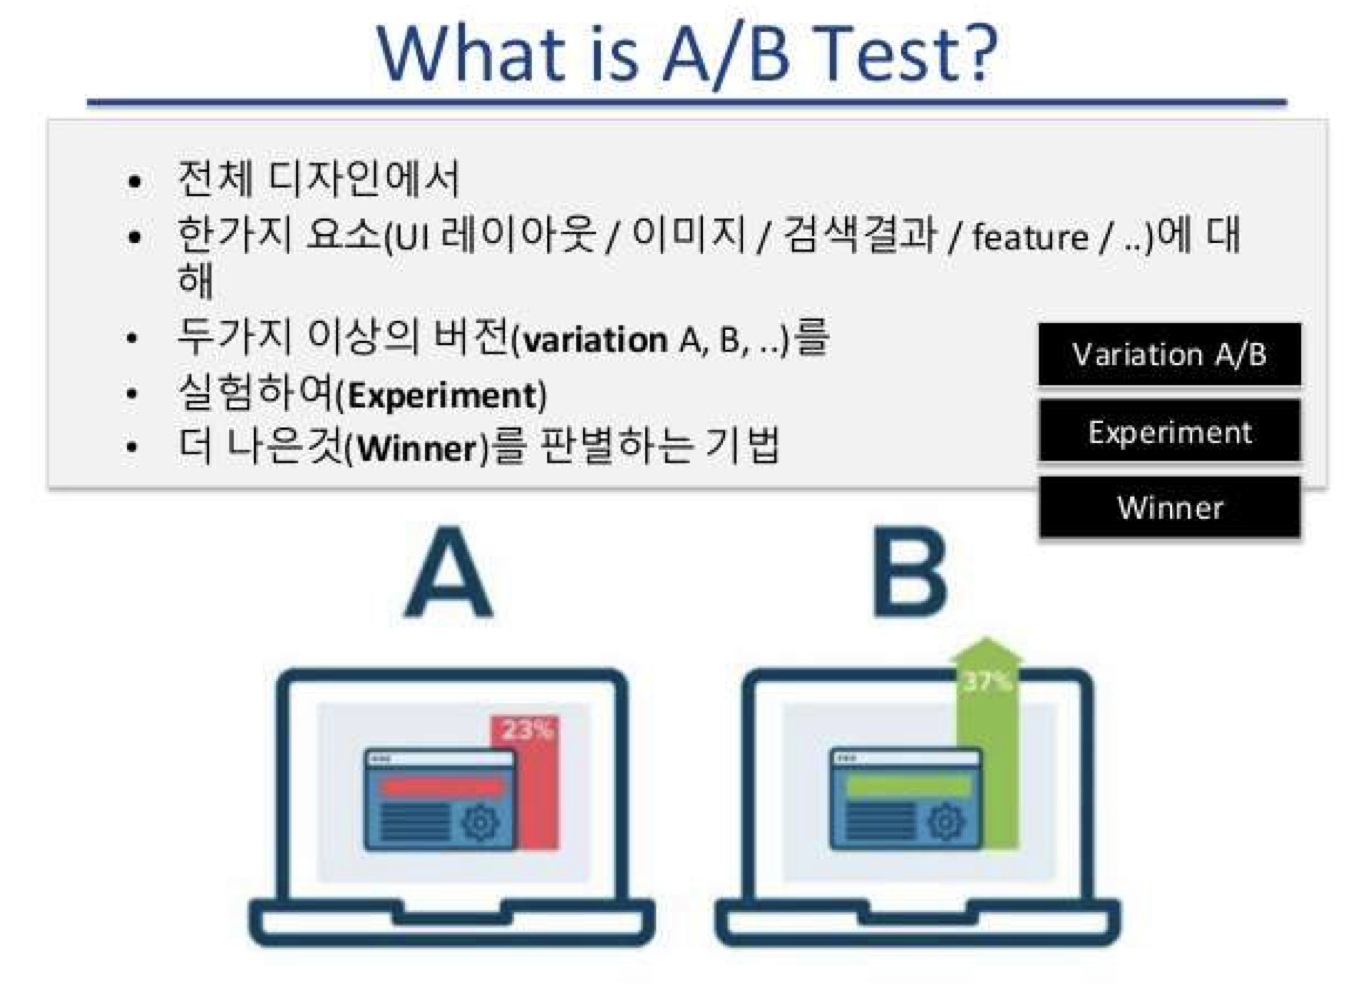 What is A/B Test?
• 전체 디자인에서
• 한가지 요소(UI 레이아웃 / 이미지 / 검색결과 / feature / ..)에 대
해
• 두가지 이상의 버전(variation A, B, ..)를
• 실험하여(Experiment)
• 더 나은것(Winner)를 판별하는 기법
Variation A/B
Experiment
Winner
A
B
23%
37%